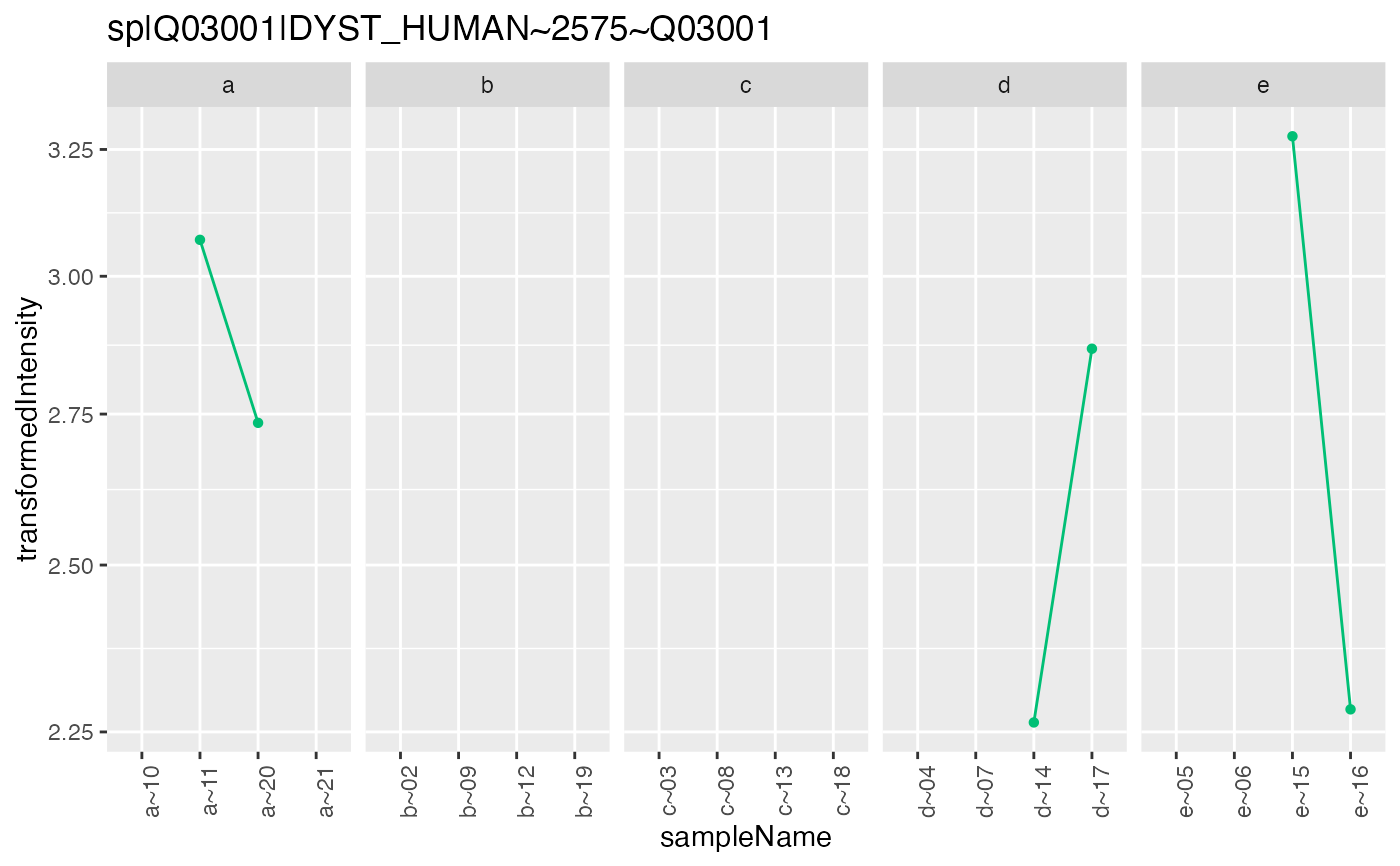 sp|Q03001|DYST_HUMAN~2575~Q03001
a
b
c
d
e
3.25
3.00
2.75
2.50
2.25
transformedIntensity
a~10
a~11
a~20
a~21
b~02
b~09
b~12
b~19
c~03
c~08
c~13
c~18
d~04
d~07
d~14
d~17
e~05
e~06
e~15
e~16
sampleName